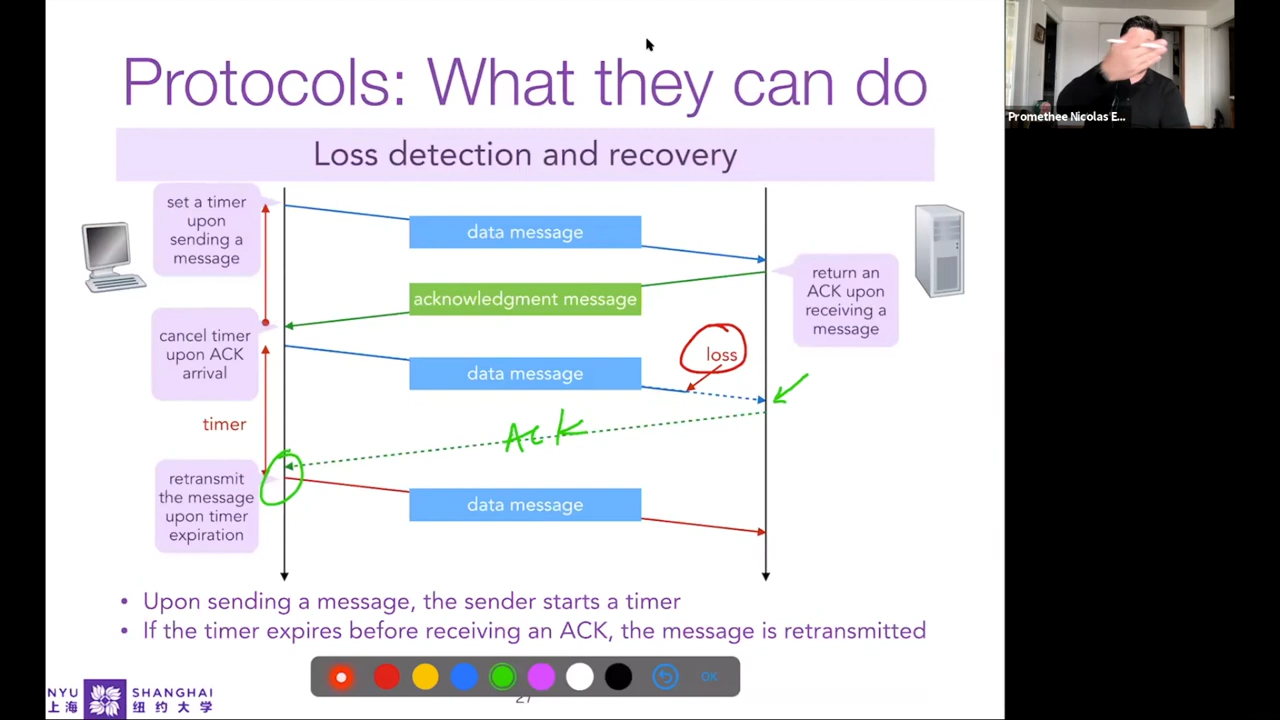 Protocols: What they can do
Promethee Nicolas E...
Loss detection and recovery
set a timer
upon
sending a
message
data message
return an
ACK upon
receiving a
message
acknowledgment message
cancel timer
upon ACK
arrival
loss
data message
timer
ACK
retransmit
the message
upon timer
expiration
data message
• Upon sending a message, the sender starts a timer
• If the timer expires before receiving an ACK, the message is retransmitted
OK
27
NYU SHANGHAI
上海 纽约大学